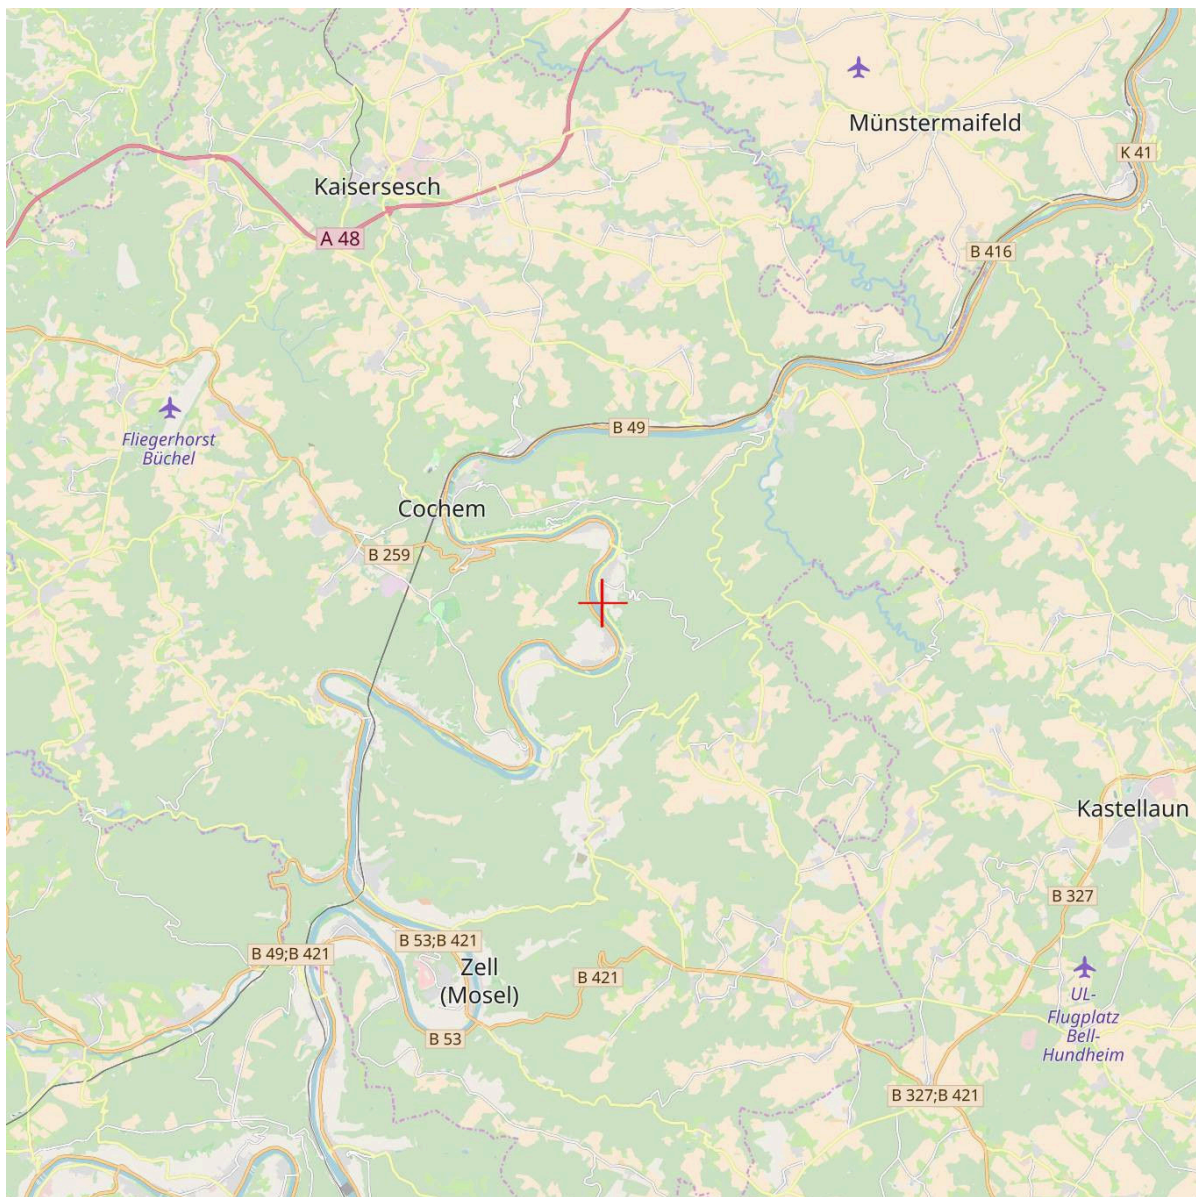 Münstermaifeld
K 41
Kaisersesch
A 48
B 416
Fliegerhorst
Büchel
B 49
Cochem
B 259
Kastellaun
B 327
B 53;B 421
B 49;B 421
Zell
(Mosel)
B 421
UL-
Flugplatz
Bell-
Hundheim
B 53
B 327;B 421